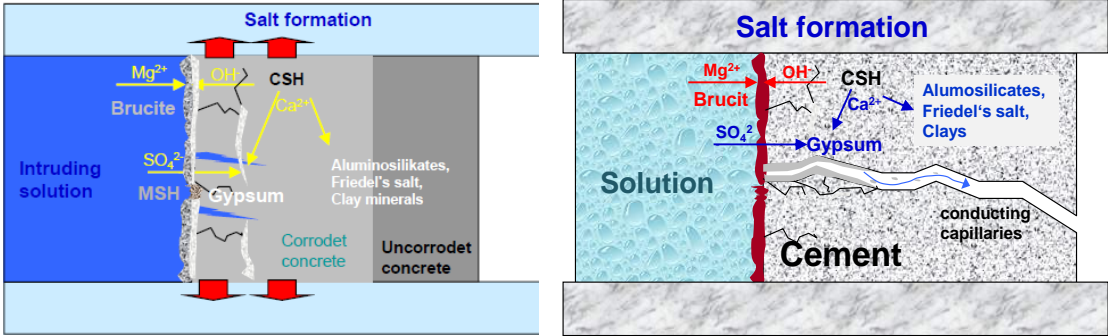 Salt formation
Mg²⁺
OH⁻
CSH
Brucite
Ca²⁺
SO₄²⁻
Intruding
solution
MSH
Gypsum
Aluminosilikates,
Friedel's salt,
Clay minerals
Corrodet
concrete
Uncorrodet
concrete
Salt formation
Mg²⁺
OH⁻
CSH
Brucit
Ca²⁺
Alumosilicates,
Friedel‘s salt,
Clays
SO₄²
Gypsum
Solution
conducting
capillaries
Cement